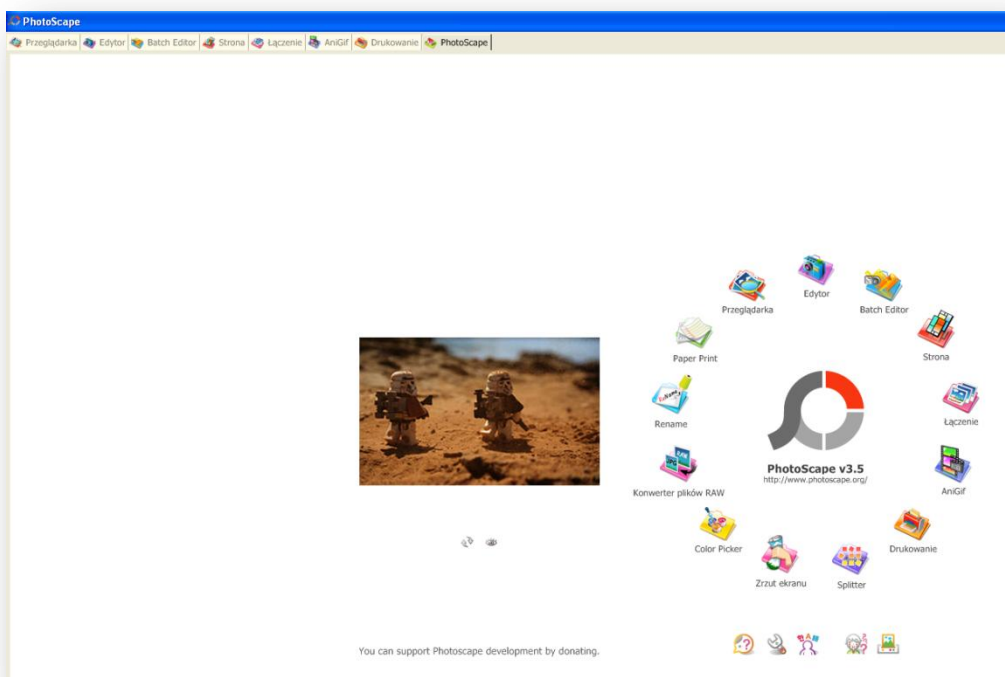 PhotoScape
Przeglądarka Edytor Batch Editor Strona Łączenie AniGif Drukowanie PhotoScape
Edytor
Przeglądarka
Batch Editor
Paper Print
Strona
Rename
Łączenie
PhotoScape v3.5
http://www.photoscape.org/
Konwerter plików RAW
AniGif
Color Picker
Drukowanie
Zrzut ekranu
Splitter
You can support Photoscape development by donating.